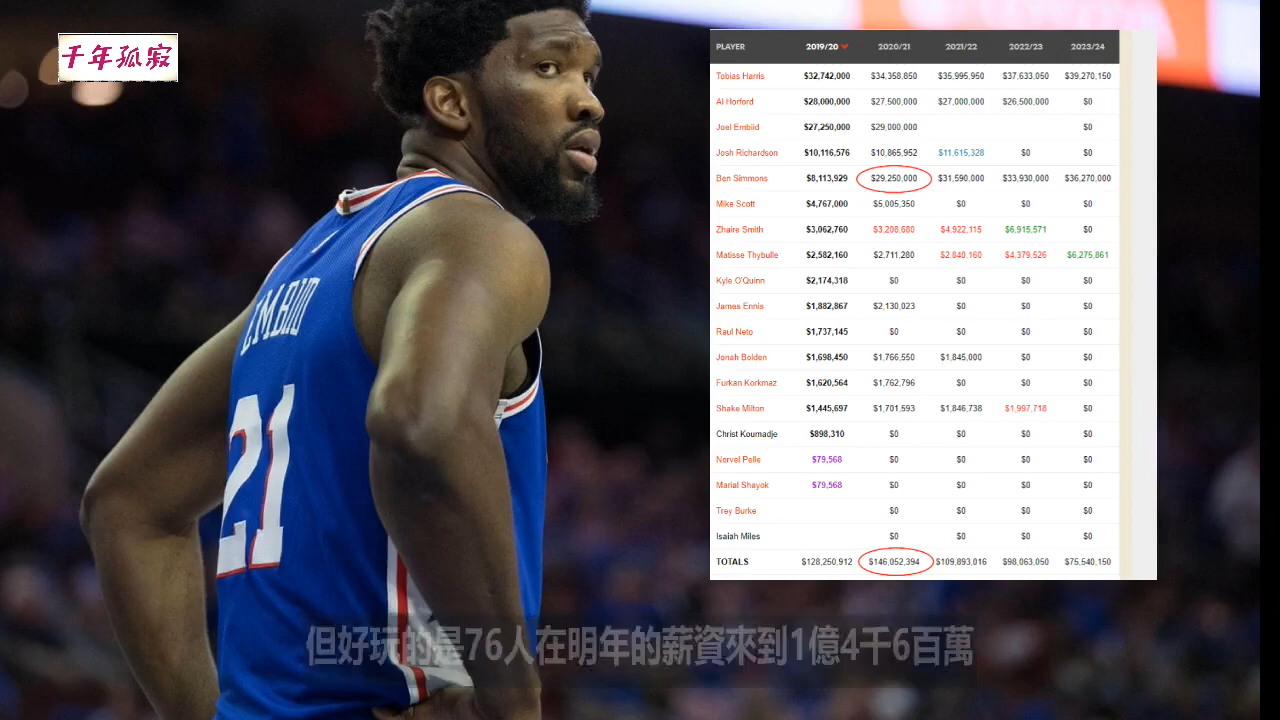 千年孤寂
PLAYER 2019/20 2020/21 2021/22 2022/23 2023/24
Tobias Harris $32,742,000 $34,358,850 $35,995,950 $37,633,050 $39,270,150
Al Horford $28,000,000 $27,500,000 $27,000,000 $26,500,000 $0
Joel Embiid $27,250,000 $29,000,000 $0
Josh Richardson $10,116,576 $10,865,952 $11,615,328 $0 $0
Ben Simmons $8,113,929 $29,250,000 $31,590,000 $33,930,000 $36,270,000
Mike Scott $4,767,000 $5,005,350 $0 $0 $0
Zhaire Smith $3,062,760 $3,208,680 $4,922,115 $6,915,571 $0
Matisse Thybulle $2,582,160 $2,711,280 $2,840,160 $4,379,526 $6,275,861
Kyle O'Quinn $2,174,318 $0 $0 $0 $0
James Ennis $1,882,867 $2,130,023 $0 $0 $0
Raul Neto $1,737,145 $0 $0 $0 $0
Jonah Bolden $1,698,450 $1,766,550 $1,845,000 $0 $0
Furkan Korkmaz $1,620,564 $1,762,796 $0 $0 $0
Shake Milton $1,445,697 $1,701,593 $1,846,738 $1,997,718 $0
Christ Koumadje $898,310 $0 $0 $0 $0
Norvel Pelle $79,568 $0 $0 $0 $0
Marial Shayok $79,568 $0 $0 $0 $0
Trey Burke $0 $0 $0 $0
Isaiah Miles $0 $0 $0 $0
TOTALS $128,250,912 $146,052,394 $109,893,016 $98,063,050 $75,540,150
EMBIID
21
但好玩的是76人在明年的薪資來到1億4千6百萬